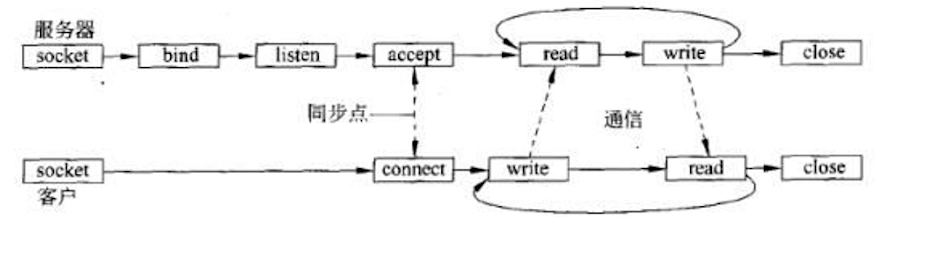 服务器
socket
bind
listen
accept
read
write
close
同步点
通信
socket
connect
write
read
close
客户